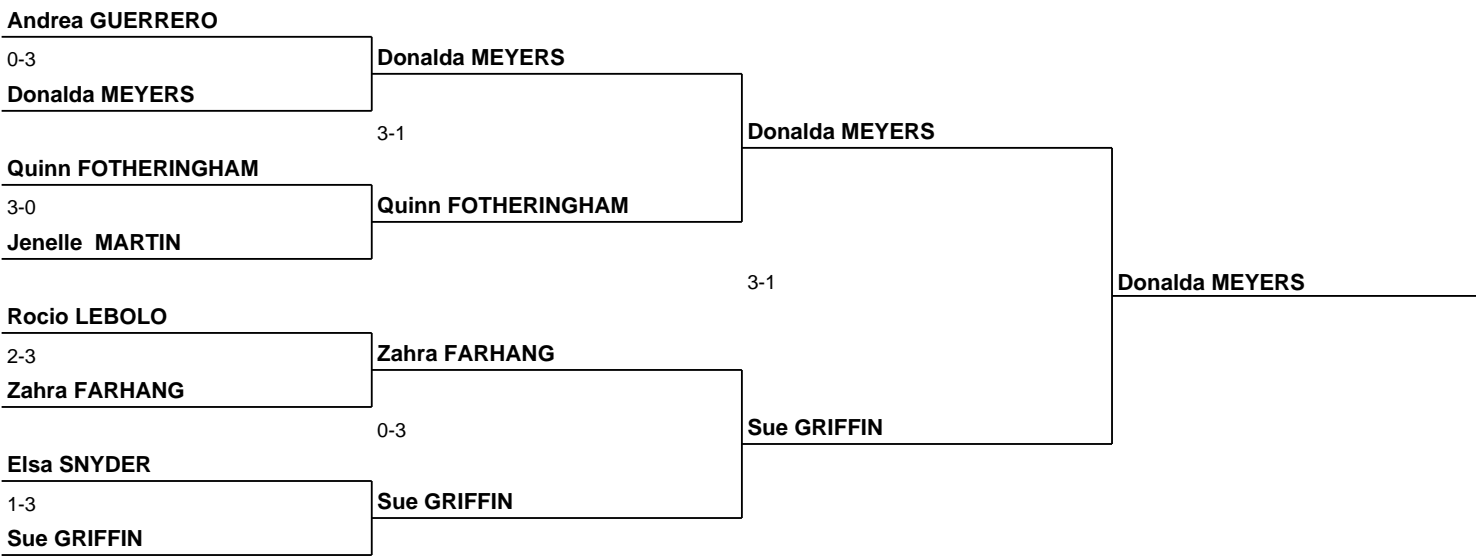 Andrea GUERRERO
0-3
Donalda MEYERS
Donalda MEYERS
3-1
Donalda MEYERS
Quinn FOTHERINGHAM
3-0
Quinn FOTHERINGHAM
Jenelle  MARTIN
3-1
Donalda MEYERS
Rocio LEBOLO
2-3
Zahra FARHANG
Zahra FARHANG
0-3
Sue GRIFFIN
Elsa SNYDER
1-3
Sue GRIFFIN
Sue GRIFFIN